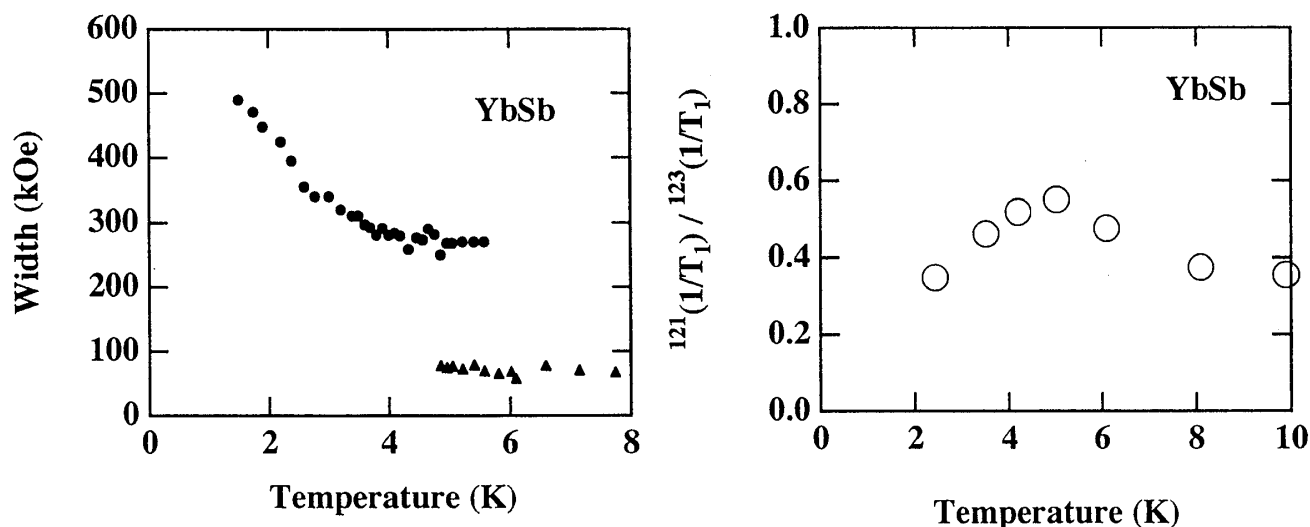 600
500
400
300
200
100
0
Width (kOe)
YbSb
0 2 4 6 8
Temperature (K)
1.0
0.8
0.6
0.4
0.2
0.0
¹²¹(1/T₁) / ¹²³(1/T₁)
YbSb
0 2 4 6 8 10
Temperature (K)